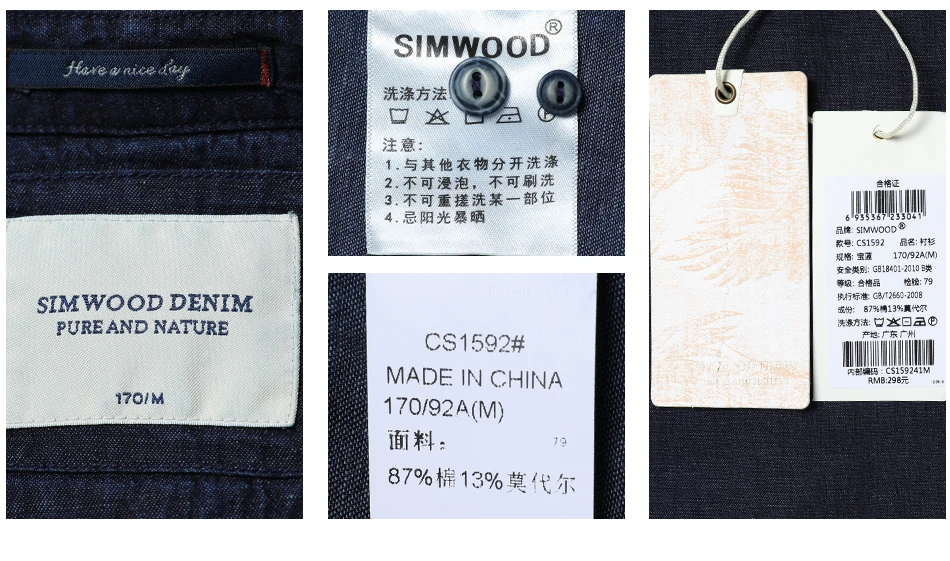 Have a nice day
SIMWOOD DENIM
PURE AND NATURE
170/M
SIMWOOD®
洗涤方法
注意:
1.与其他衣物分开洗涤
2.不可浸泡，不可刷洗
3.不可重搓洗某一部位
4.忌阳光暴晒
CS1592#
MADE IN CHINA
170/92A(M)
面料:
79
87%棉13%莫代尔
合格证
6 935367 233041
品牌: SIMWOOD®
款号: CS1592 品名: 衬衫
规格: 宝蓝 170/92A(M)
安全类别: GB18401-2010 B类
等级: 合格品 检验: 79
执行标准: GB/T2660-2008
成份: 87%棉13%莫代尔
洗涤方法:
产地: 广东 广州
内部编码: CS159241M
RMB:298元